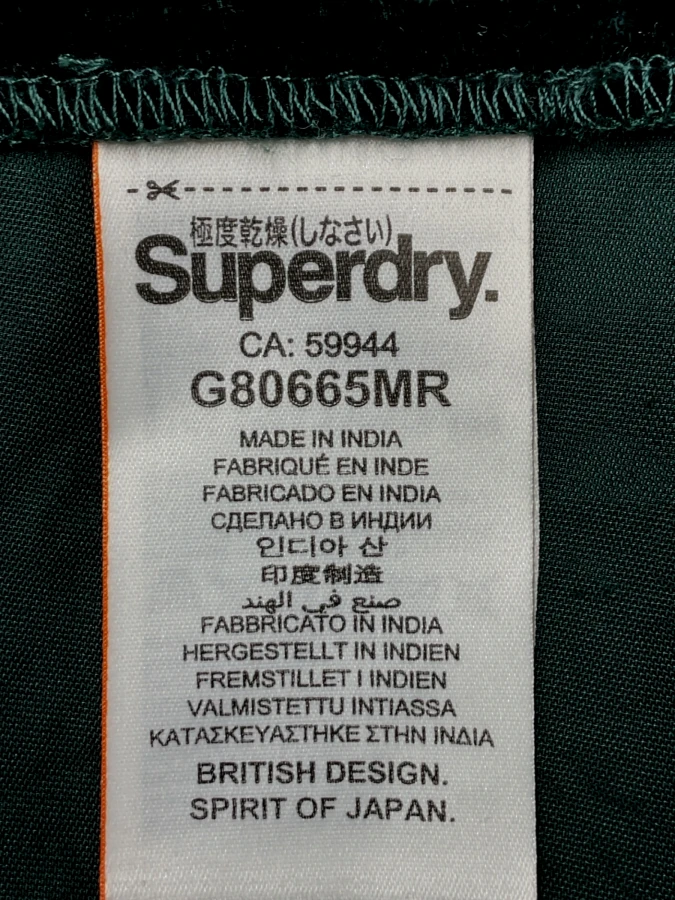 極度乾燥(しなさい)
Superdry.
CA: 59944
G80665MR
MADE IN INDIA
FABRIQUÉ EN INDE
FABRICADO EN INDIA
СДЕЛАНО В ИНДИИ
인디아 산
印度制造
صنع في الهند
FABBRICATO IN INDIA
HERGESTELLT IN INDIEN
FREMSTILLET I INDIEN
VALMISTETTU INTIASSA
ΚΑΤΑΣΚΕΥΑΣΤΗΚΕ ΣΤΗΝ ΙΝΔΙΑ
BRITISH DESIGN.
SPIRIT OF JAPAN.